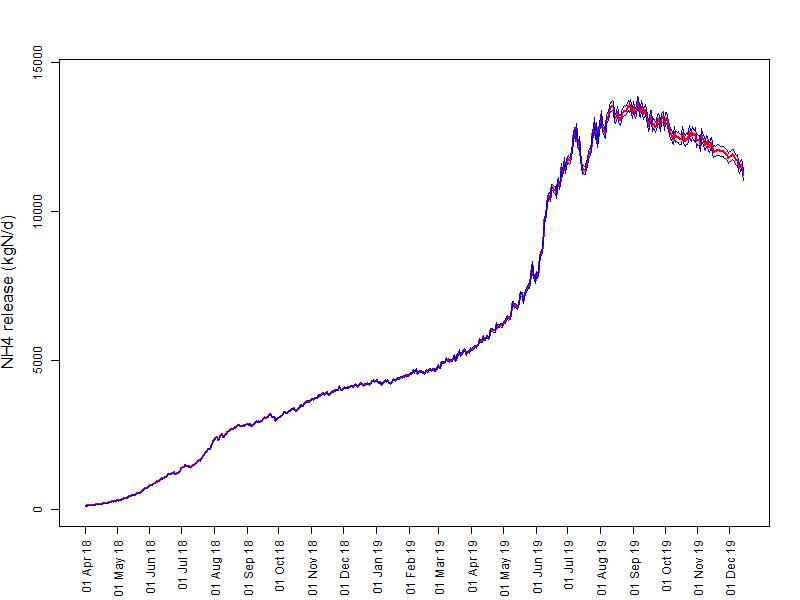 NH4 release (kgN/d)
15000
10000
5000
0
01 Apr 18
01 May 18
01 Jun 18
01 Jul 18
01 Aug 18
01 Sep 18
01 Oct 18
01 Nov 18
01 Dec 18
01 Jan 19
01 Feb 19
01 Mar 19
01 Apr 19
01 May 19
01 Jun 19
01 Jul 19
01 Aug 19
01 Sep 19
01 Oct 19
01 Nov 19
01 Dec 19